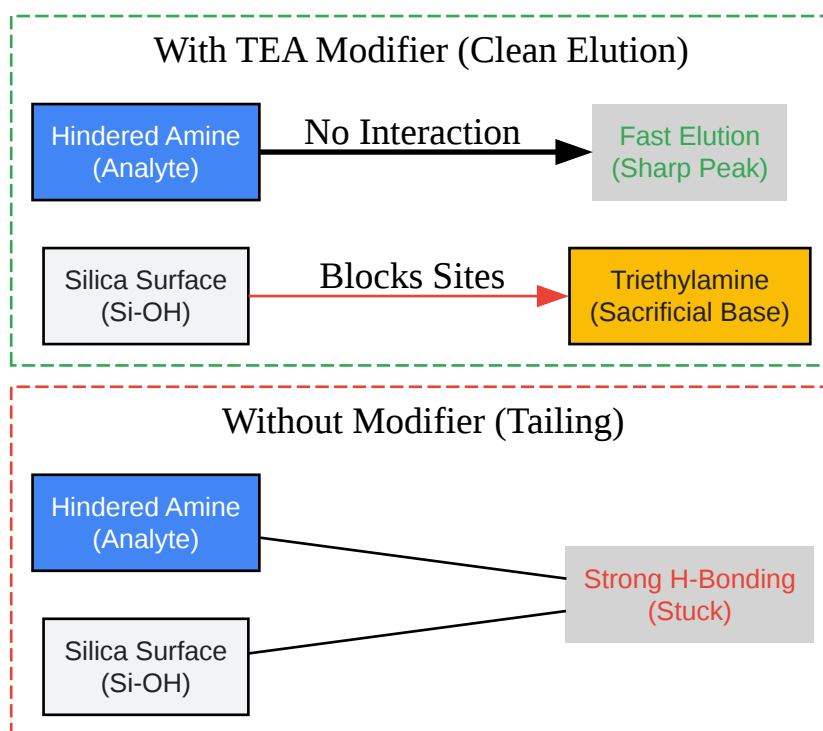 With TEA Modifier (Clean Elution)
Hindered Amine
(Analyte)
No Interaction
Fast Elution
(Sharp Peak)
Silica Surface
(Si-OH)
Blocks Sites
Triethylamine
(Sacrificial Base)
Without Modifier (Tailing)
Hindered Amine
(Analyte)
Strong H-Bonding
(Stuck)
Silica Surface
(Si-OH)